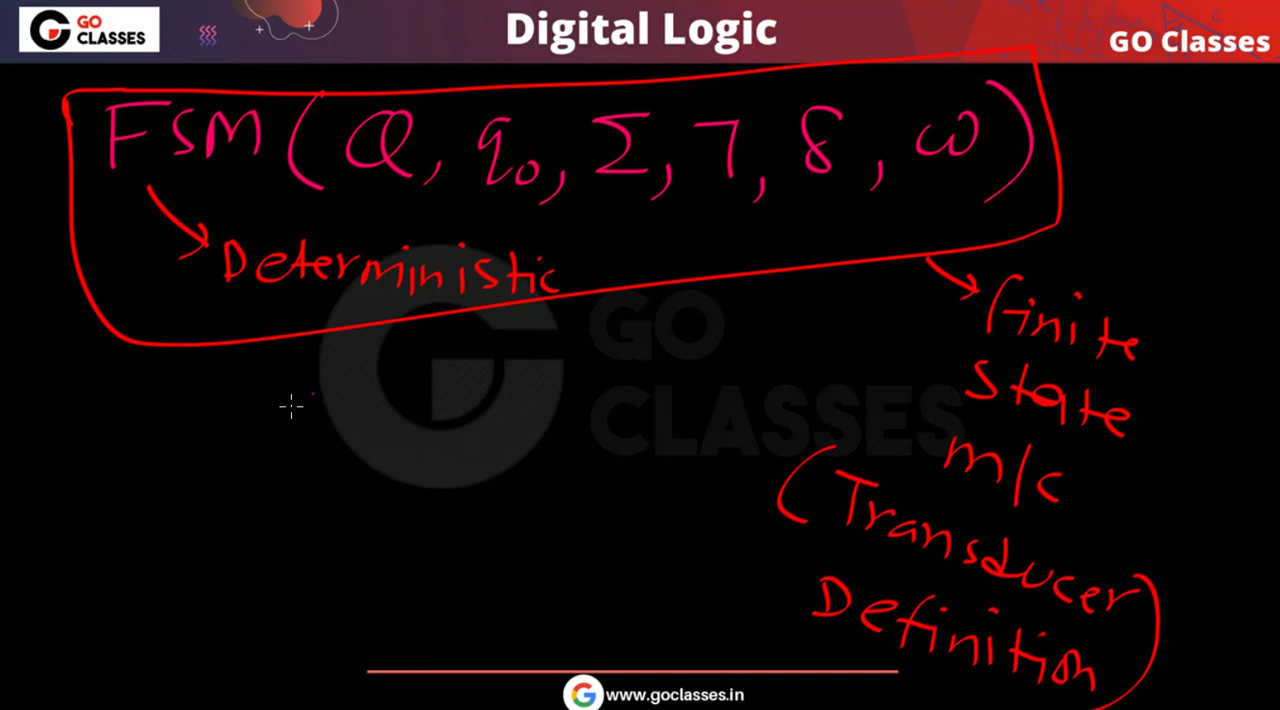 GO
CLASSES
Digital Logic
GO Classes
FSM(Q, q₀, Σ, ℸ, δ, ω)
Deterministic
finite
state
m/c
(Transducer
Definition)
GO
CLASSES
www.goclasses.in